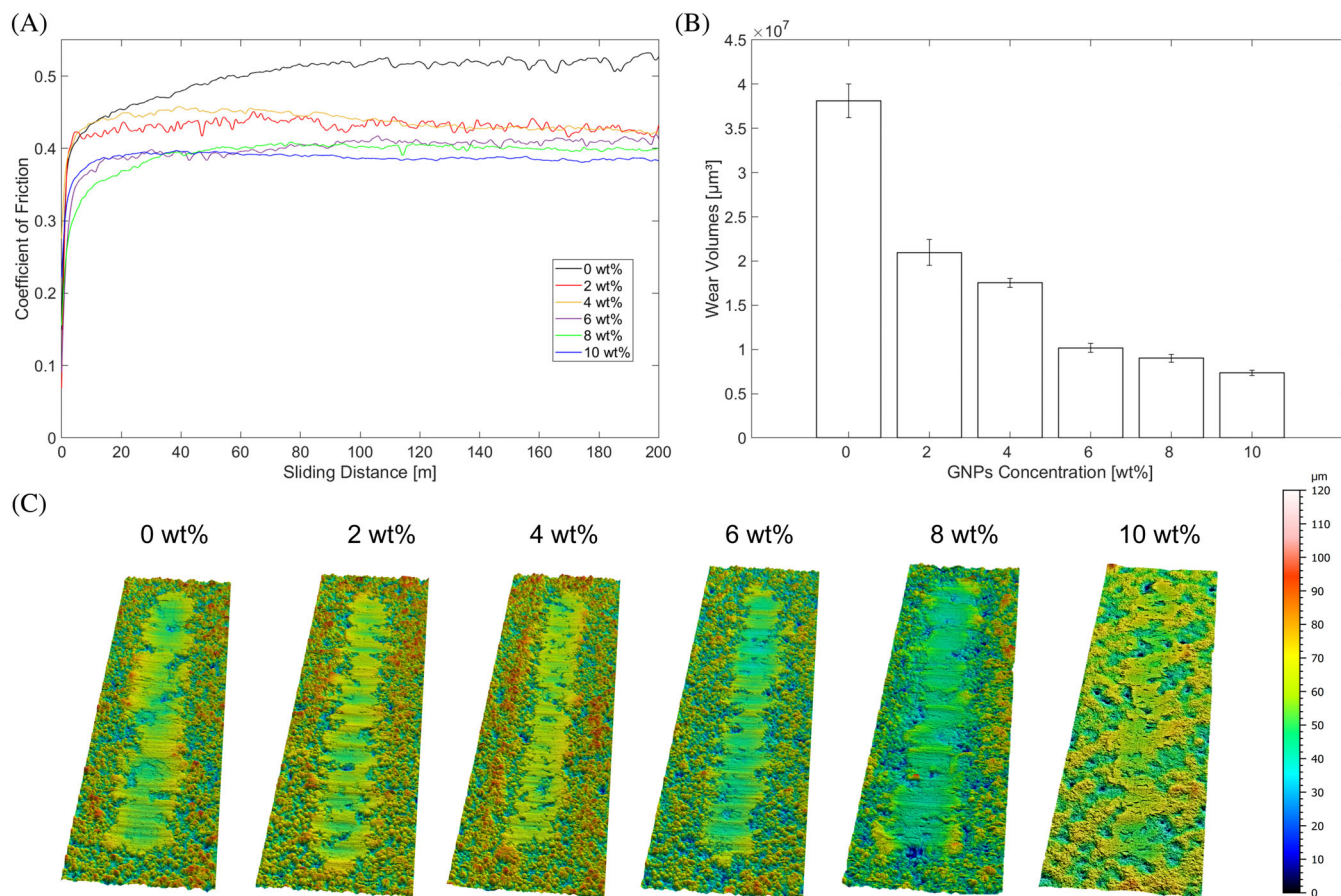 (A)
Coefficient of Friction
0.5
0.4
0.3
0.2
0.1
0
0 20 40 60 80 100 120 140 160 180 200
Sliding Distance [m]
0 wt%
2 wt%
4 wt%
6 wt%
8 wt%
10 wt%
(B)
×10⁷
Wear Volumes [µm³]
4.5
4
3.5
3
2.5
2
1.5
1
0.5
0
0 2 4 6 8 10
GNPs Concentration [wt%]
(C)
0 wt% 2 wt% 4 wt% 6 wt% 8 wt% 10 wt%
µm
120
110
100
90
80
70
60
50
40
30
20
10
0